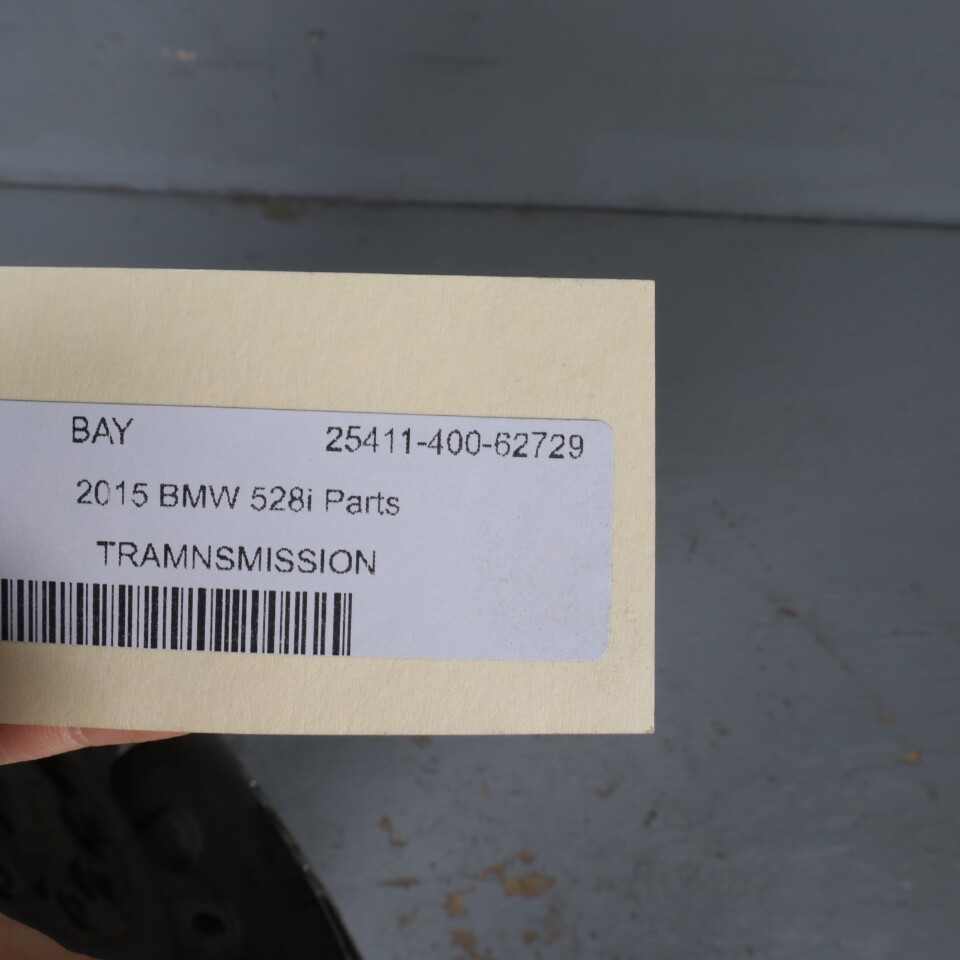 BAY 25411-400-62729
2015 BMW 528i Parts
TRAMNSMISSION